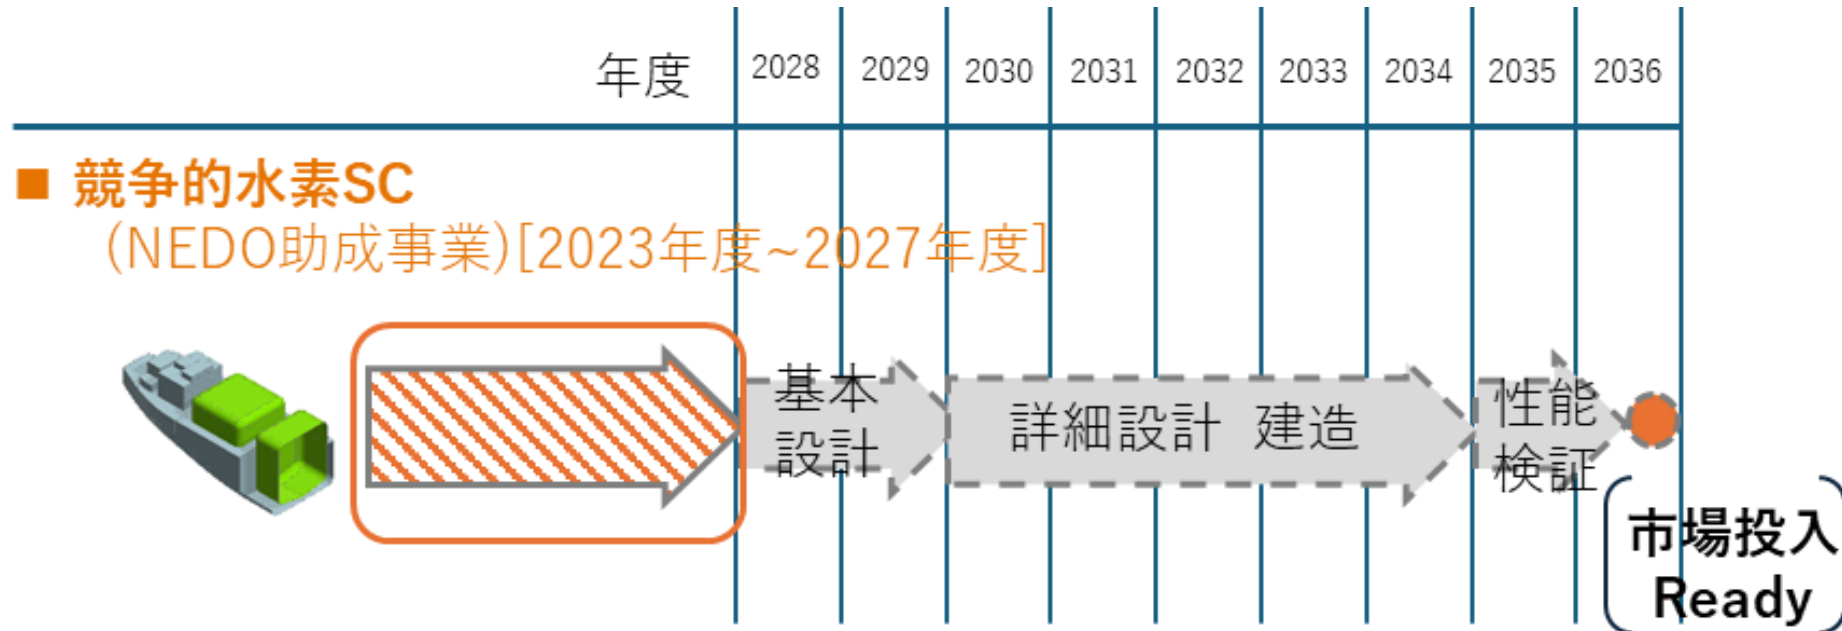 年度 2028 2029 2030 2031 2032 2033 2034 2035 2036
■ 競争的水素SC
(NEDO助成事業)[2023年度~2027年度]
基本
設計
詳細設計 建造
性能
検証
市場投入
Ready